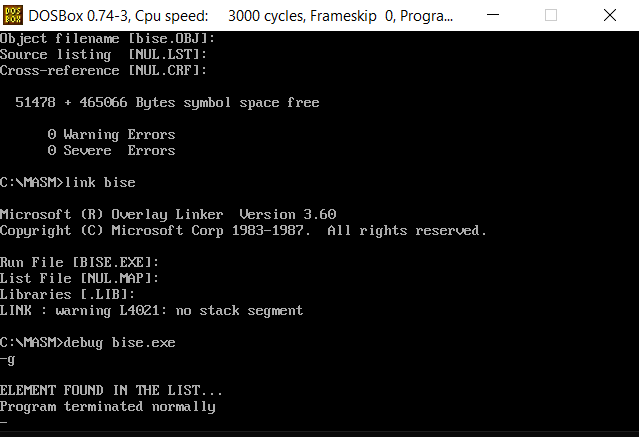 DOSBox 0.74-3, Cpu speed: 3000 cycles, Frameskip 0, Progra...
Object filename [bise.OBJ]:
Source listing [NUL.LST]:
Cross-reference [NUL.CRF]:
51478 + 465066 Bytes symbol space free
0 Warning Errors
0 Severe Errors
C:\MASM>link bise
Microsoft (R) Overlay Linker Version 3.60
Copyright (C) Microsoft Corp 1983-1987. All rights reserved.
Run File [BISE.EXE]:
List File [NUL.MAP]:
Libraries [.LIB]:
LINK : warning L4021: no stack segment
C:\MASM>debug bise.exe
-g
ELEMENT FOUND IN THE LIST...
Program terminated normally
-